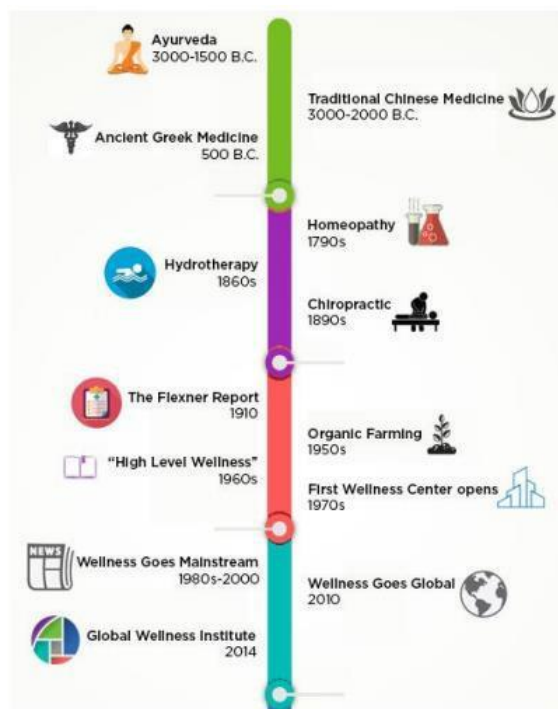 Ayurveda
3000-1500 B.C.
Traditional Chinese Medicine
3000-2000 B.C.
Ancient Greek Medicine
500 B.C.
Homeopathy
1790s
Hydrotherapy
1860s
Chiropractic
1890s
The Flexner Report
1910
Organic Farming
1950s
“High Level Wellness”
1960s
First Wellness Center opens
1970s
NEWS
Wellness Goes Mainstream
1980s-2000
Wellness Goes Global
2010
Global Wellness Institute
2014